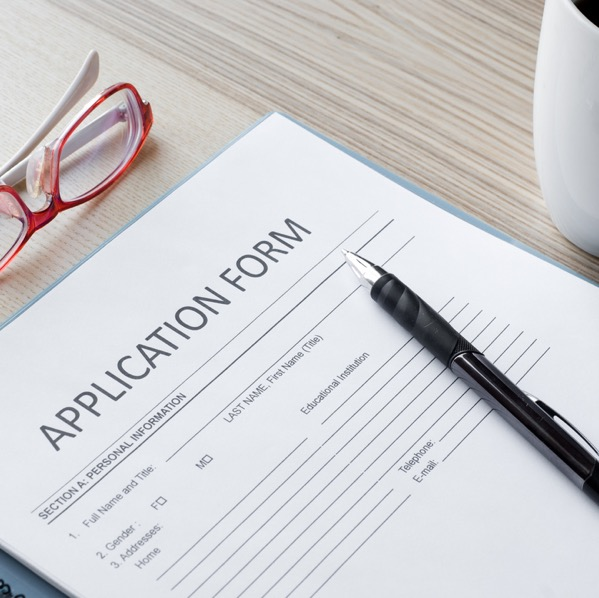 APPLICATION FORM
SECTION A: PERSONAL INFORMATION
1. Full Name and Title:
LAST NAME, First Name (Title)
2. Gender : F☐ M☐
3. Addresses: Educational Institution
Home
Telephone:
E-mail: